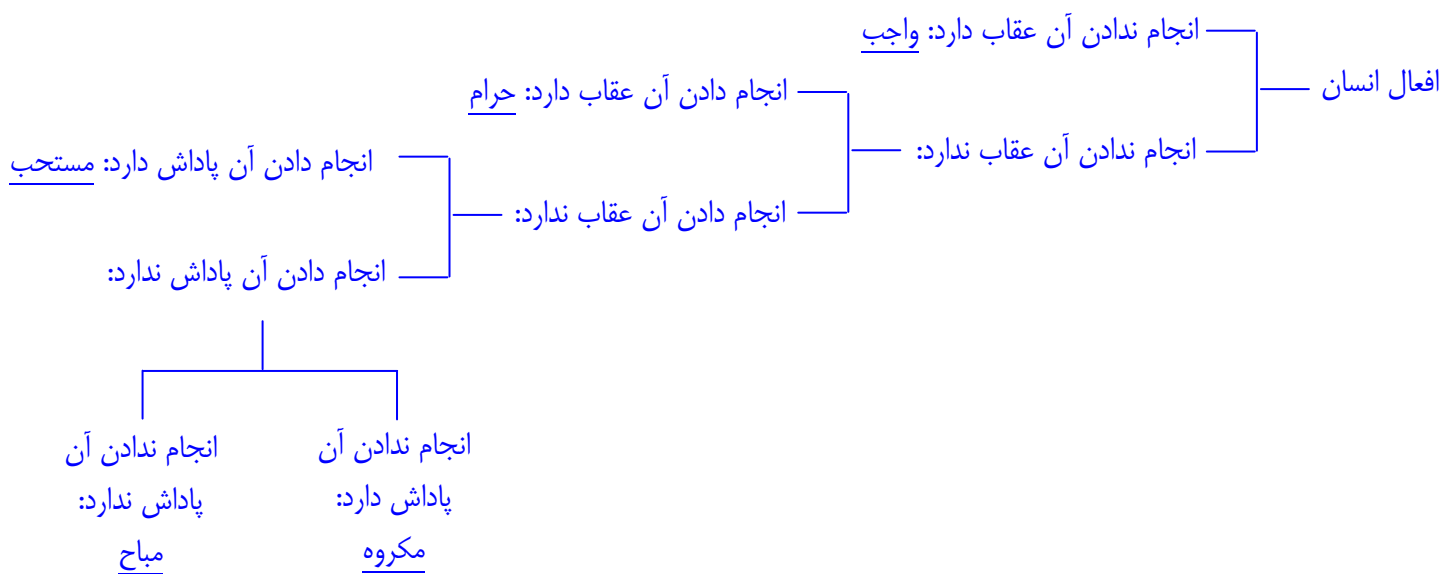 افعال انسان
انجام ندادن آن عقاب دارد: واجب
انجام ندادن آن عقاب ندارد:
انجام دادن آن عقاب دارد: حرام
انجام دادن آن عقاب ندارد:
انجام دادن آن پاداش دارد: مستحب
انجام دادن آن پاداش ندارد:
انجام ندادن آن
پاداش دارد:
مکروه
انجام ندادن آن
پاداش ندارد:
مباح